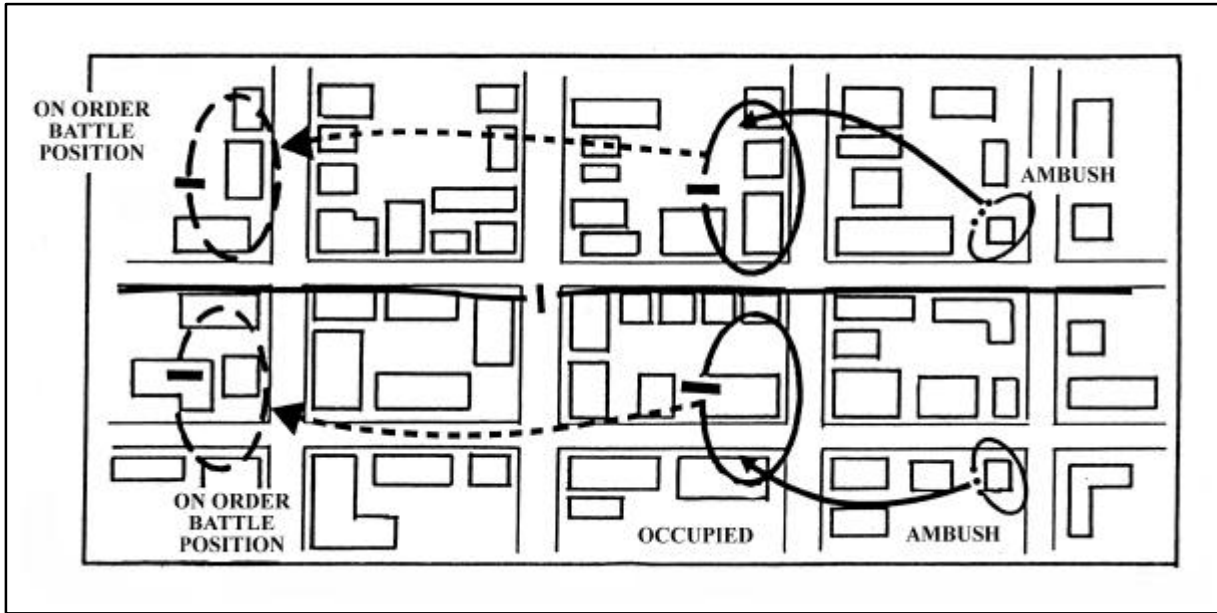 ON ORDER
BATTLE
POSITION
AMBUSH
ON ORDER
BATTLE
POSITION
OCCUPIED
AMBUSH